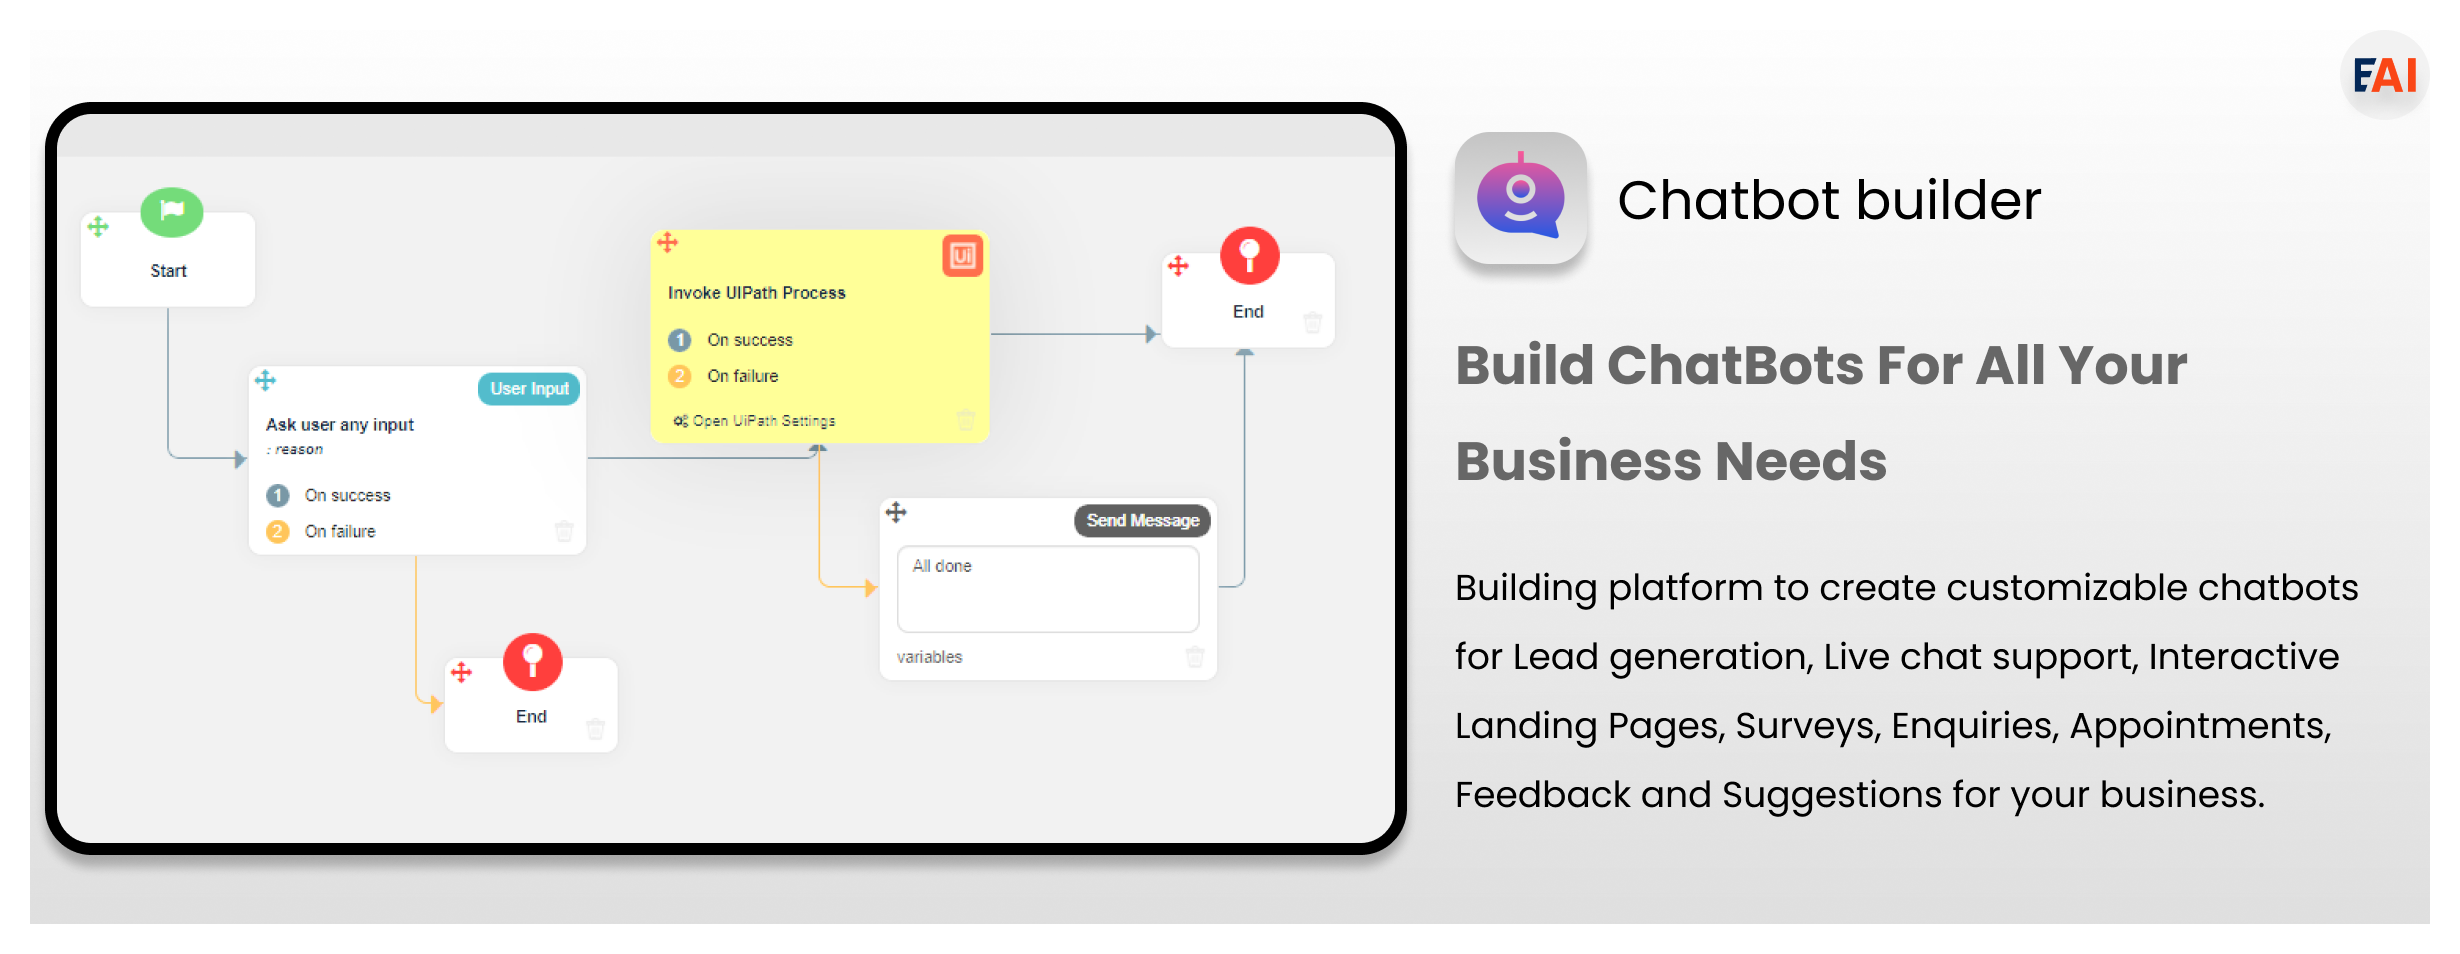 EAI
Start
User Input
Ask user any input
: reason
1 On success
2 On failure
End
Ui
Invoke UIPath Process
1 On success
2 On failure
Open UiPath Settings
Send Message
All done
variables
End
Chatbot builder
Build ChatBots For All Your
Business Needs
Building platform to create customizable chatbots
for Lead generation, Live chat support, Interactive
Landing Pages, Surveys, Enquiries, Appointments,
Feedback and Suggestions for your business.